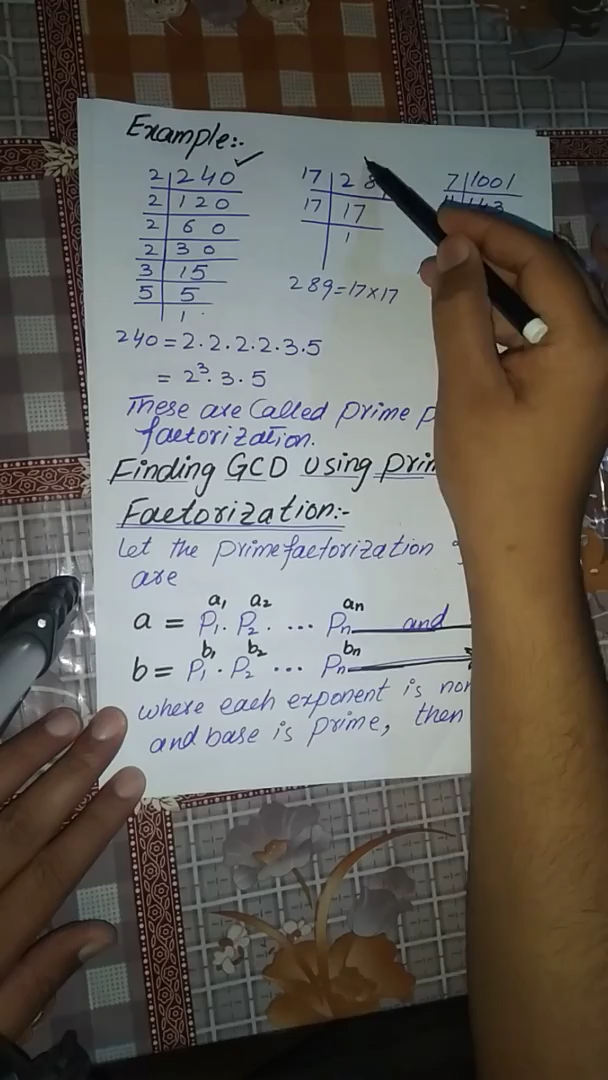 Example:-
2 | 240
2 | 120
2 | 60
2 | 30
3 | 15
5 | 5
1
17 | 28
17 | 17
1
289=17×17
7 | 1001
143
240 = 2.2.2.2.3.5
= 2³.3.5
These are called prime
factorization.
Finding GCD Using
Factorization:-
Let the primefactorization
are
a = P₁^a₁ . P₂^a₂ . ... Pₙ^aₙ and
b = P₁^b₁ . P₂^b₂ ... Pₙ^bₙ
where each exponent is
and base is prime, then